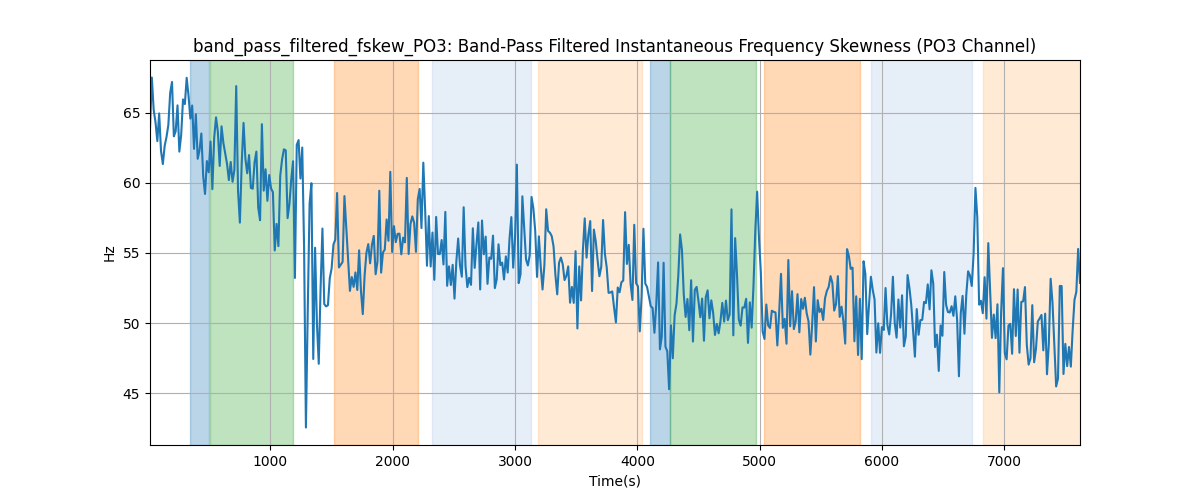 band_pass_filtered_fskew_PO3: Band-Pass Filtered Instantaneous Frequency Skewness (PO3 Channel)
65
60
55
50
45
Hz
1000 2000 3000 4000 5000 6000 7000
Time(s)